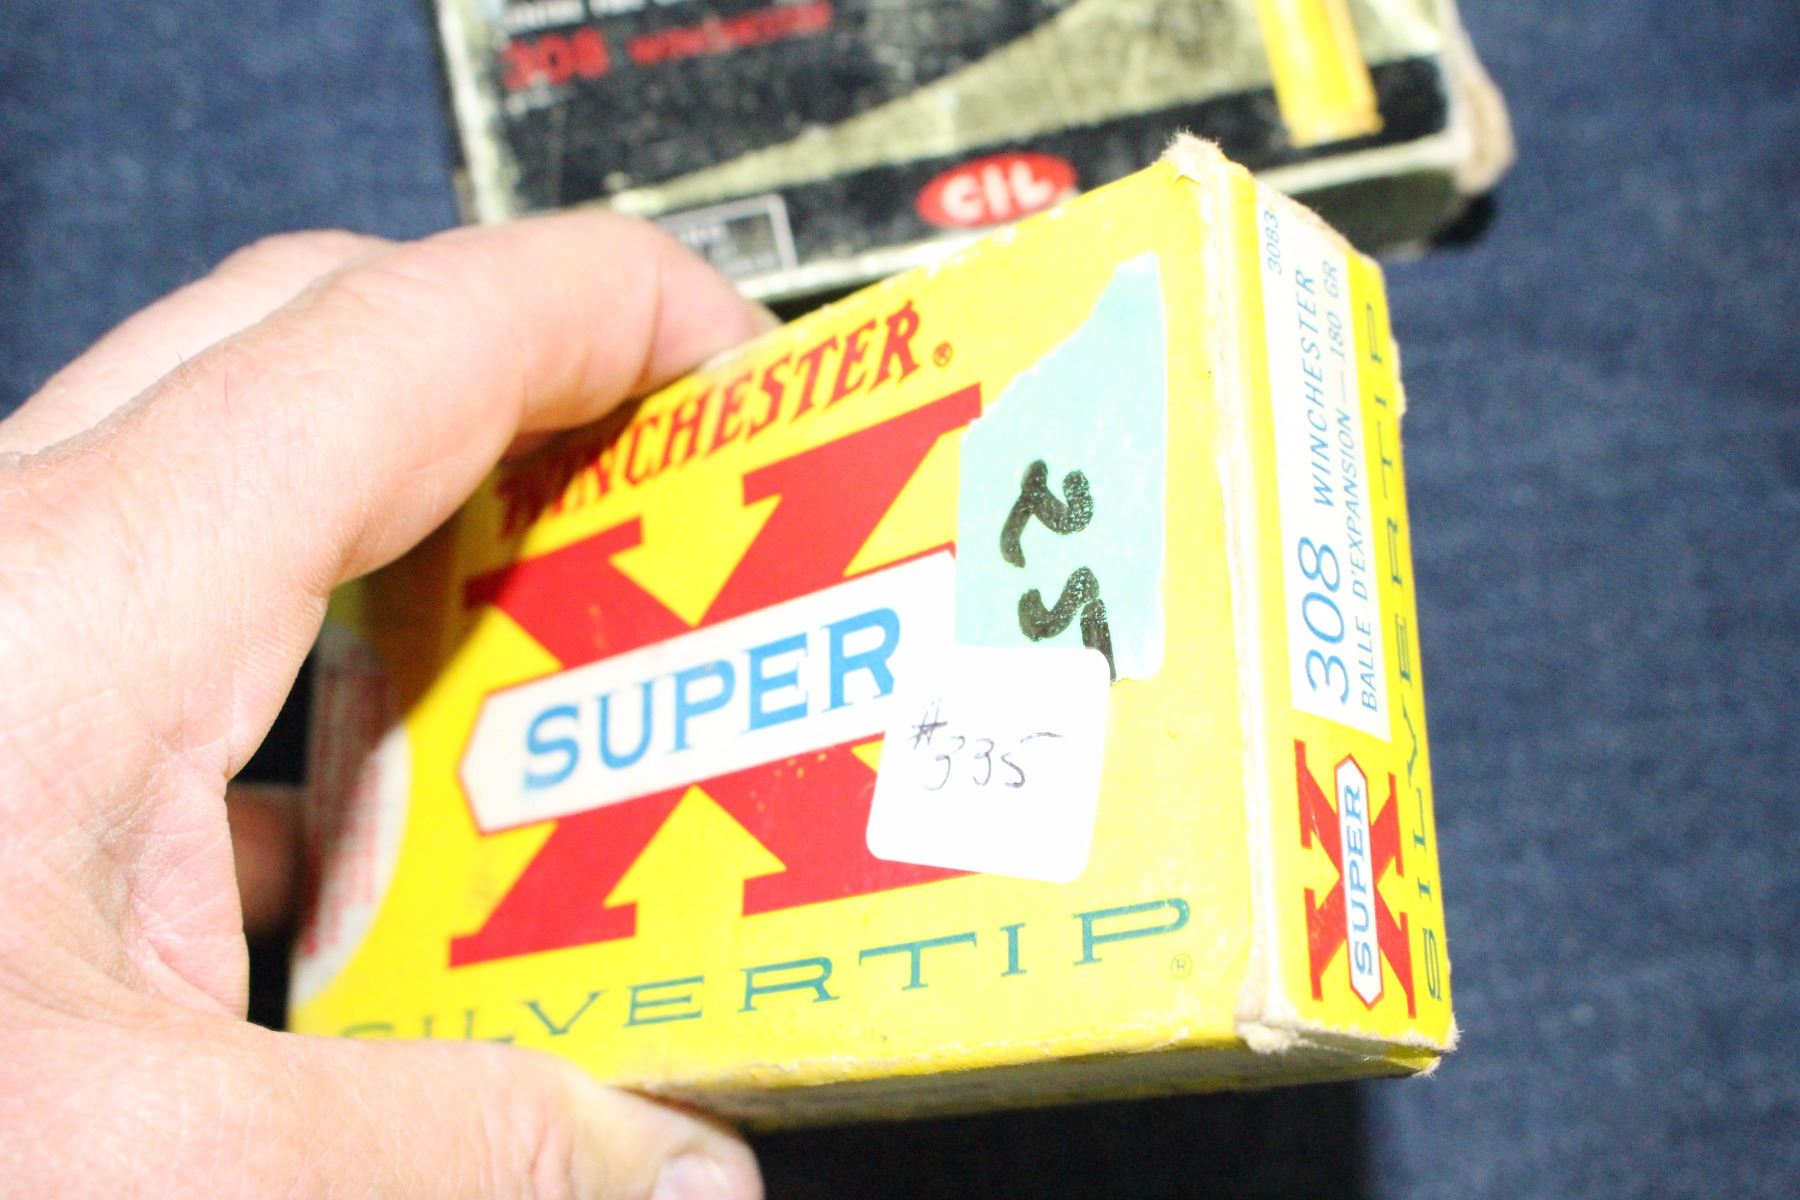 308 WINCHESTER
CIL
WINCHESTER®
X
SUPER
25
#335
SILVERTIP®
3083
308 WINCHESTER
BALLE D'EXPANSION — 180 GR
X
SUPER
SILVERTIP